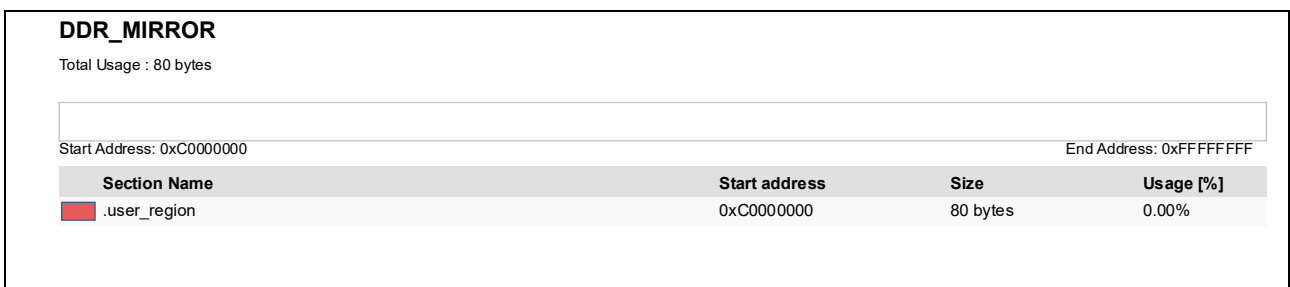 DDR_MIRROR
Total Usage : 80 bytes
Start Address: 0xC0000000 End Address: 0xFFFFFFFF
Section Name Start address Size Usage [%]
.user_region 0xC0000000 80 bytes 0.00%